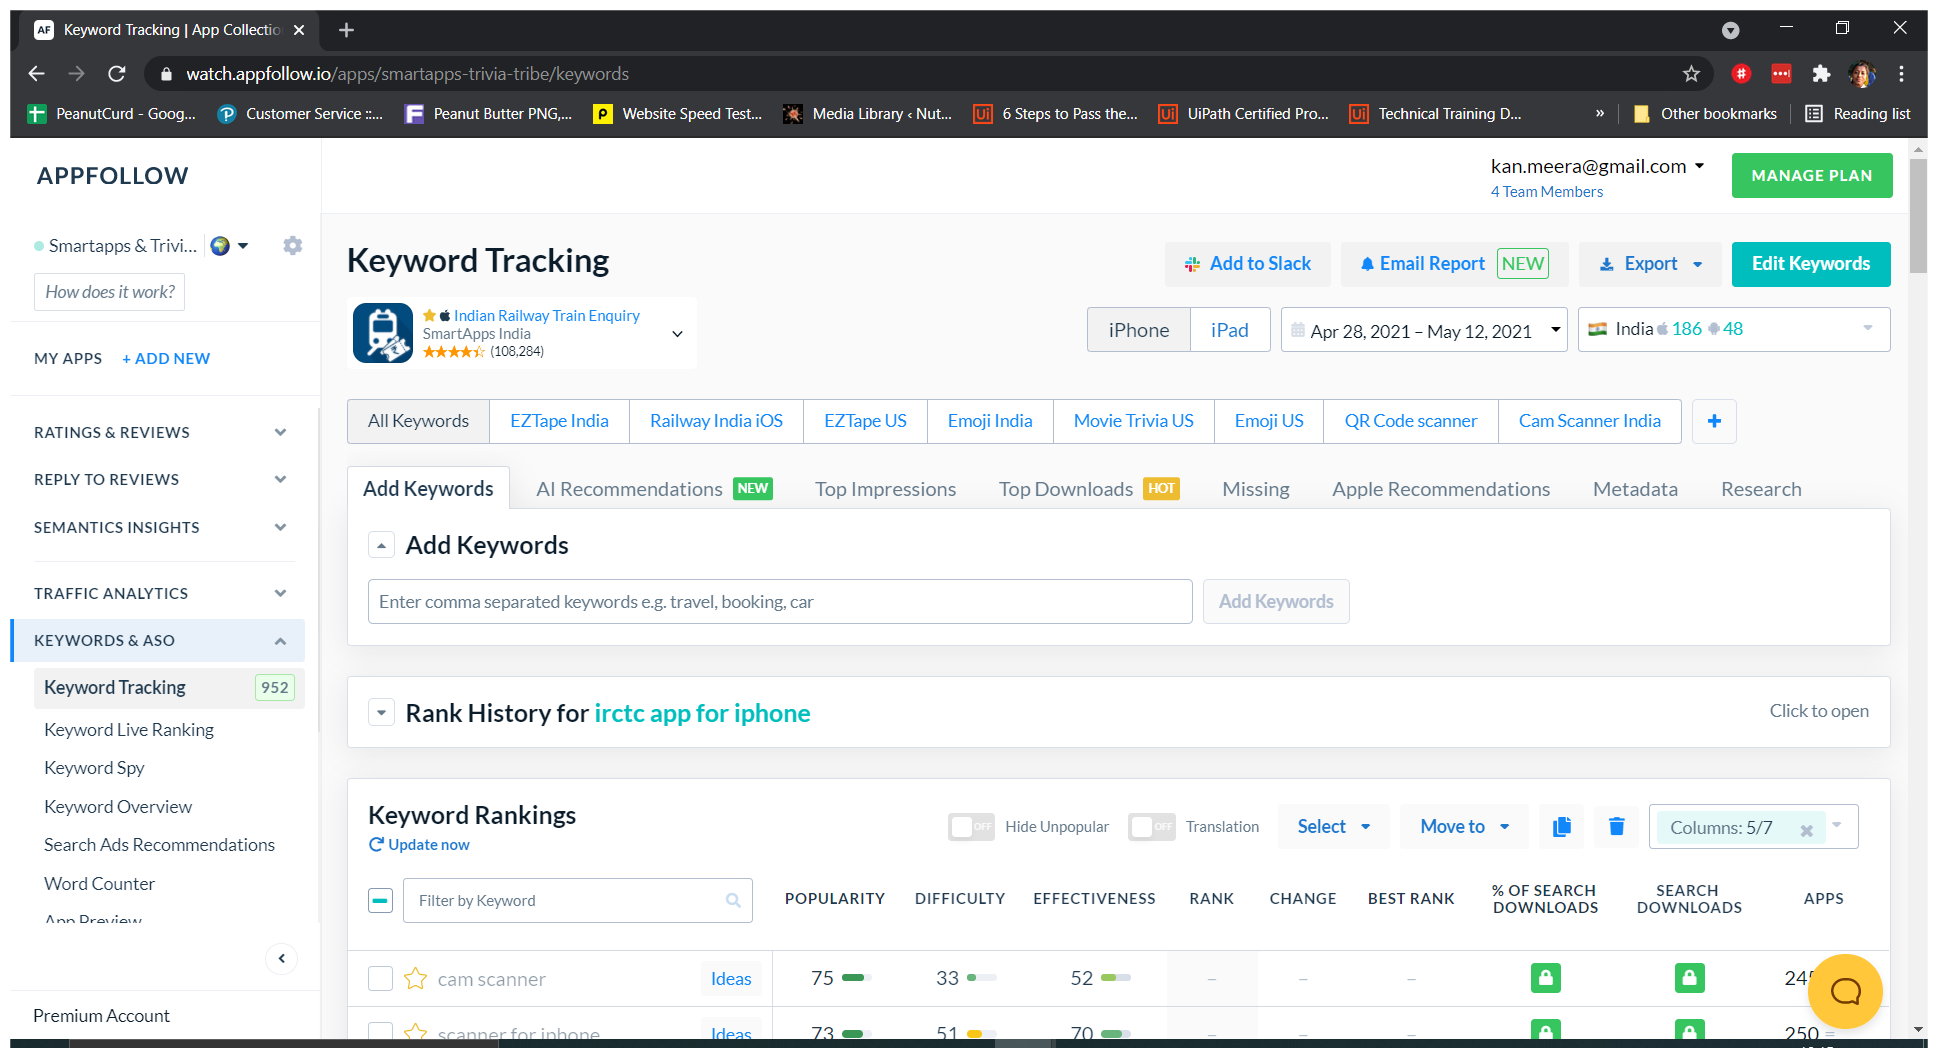 AF Keyword Tracking | App Collectio
watch.appfollow.io/apps/smartapps-trivia-tribe/keywords
PeanutCurd - Goog... Customer Service ::... Peanut Butter PNG,... Website Speed Test... Media Library ‹ Nut... 6 Steps to Pass the... UiPath Certified Pro... Technical Training D... » Other bookmarks Reading list
APPFOLLOW
kan.meera@gmail.com
4 Team Members
MANAGE PLAN
Smartapps & Trivi...
How does it work?
MY APPS + ADD NEW
RATINGS & REVIEWS
REPLY TO REVIEWS
SEMANTICS INSIGHTS
TRAFFIC ANALYTICS
KEYWORDS & ASO
Keyword Tracking 952
Keyword Live Ranking
Keyword Spy
Keyword Overview
Search Ads Recommendations
Word Counter
App Preview
Premium Account
Keyword Tracking
Add to Slack Email Report NEW Export Edit Keywords
Indian Railway Train Enquiry
SmartApps India
(108,284)
iPhone iPad Apr 28, 2021 – May 12, 2021 India 186 48
All Keywords EZTape India Railway India iOS EZTape US Emoji India Movie Trivia US Emoji US QR Code scanner Cam Scanner India +
Add Keywords AI Recommendations NEW Top Impressions Top Downloads HOT Missing Apple Recommendations Metadata Research
Add Keywords
Enter comma separated keywords e.g. travel, booking, car Add Keywords
Rank History for irctc app for iphone Click to open
Keyword Rankings
Update now
OFF Hide Unpopular OFF Translation Select Move to Columns: 5/7
Filter by Keyword POPULARITY DIFFICULTY EFFECTIVENESS RANK CHANGE BEST RANK % OF SEARCH DOWNLOADS SEARCH DOWNLOADS APPS
cam scanner Ideas 75 33 52 – – – 245
scanner for iphone Ideas 73 51 70 – – – 250